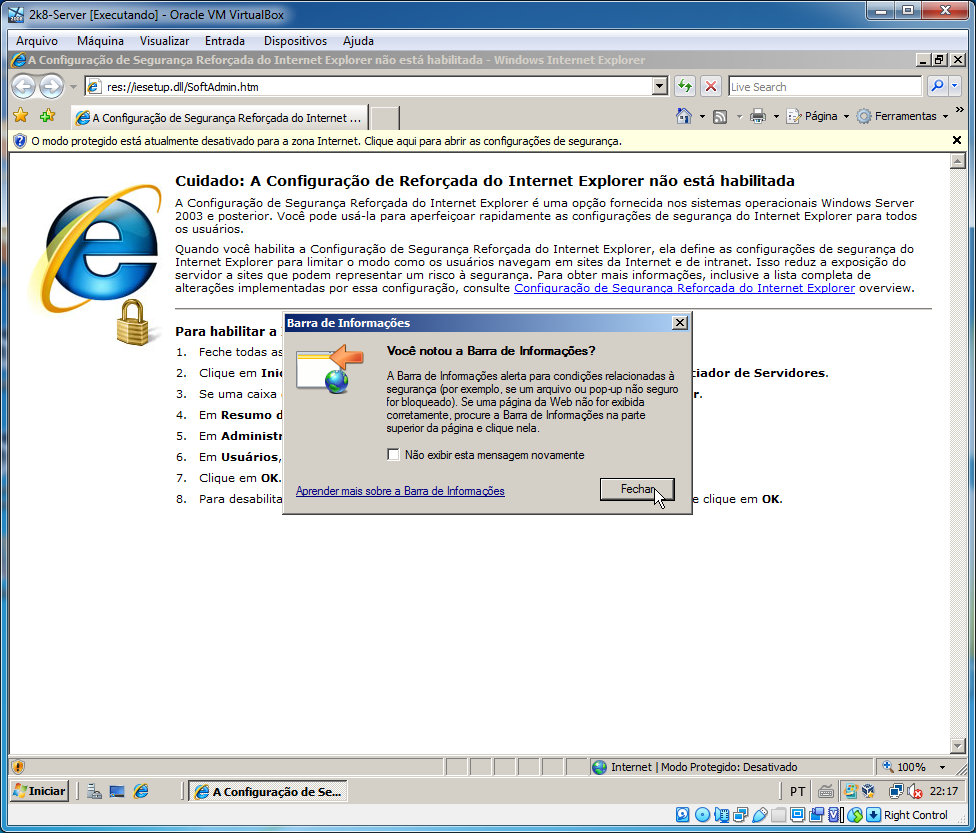 2k8-Server [Executando] - Oracle VM VirtualBox
Arquivo Máquina Visualizar Entrada Dispositivos Ajuda
A Configuração de Segurança Reforçada do Internet Explorer não está habilitada - Windows Internet Explorer
res://iesetup.dll/SoftAdmin.htm
Live Search
A Configuração de Segurança Reforçada do Internet ...
Página
Ferramentas
O modo protegido está atualmente desativado para a zona Internet. Clique aqui para abrir as configurações de segurança.
Cuidado: A Configuração de Reforçada do Internet Explorer não está habilitada
A Configuração de Segurança Reforçada do Internet Explorer é uma opção fornecida nos sistemas operacionais Windows Server
2003 e posterior. Você pode usá-la para aperfeiçoar rapidamente as configurações de segurança do Internet Explorer para todos
os usuários.
Quando você habilita a Configuração de Segurança Reforçada do Internet Explorer, ela define as configurações de segurança do
Internet Explorer para limitar o modo como os usuários navegam em sites da Internet e de intranet. Isso reduz a exposição do
servidor a sites que podem representar um risco à segurança. Para obter mais informações, inclusive a lista completa de
alterações implementadas por essa configuração, consulte Configuração de Segurança Reforçada do Internet Explorer overview.
Para habilitar a
1. Feche todas as
2. Clique em Ini ciador de Servidores.
3. Se uma caixa r.
4. Em Resumo d
5. Em Administr
6. Em Usuários,
7. Clique em OK.
8. Para desabilita e clique em OK.
Barra de Informações
Você notou a Barra de Informações?
A Barra de Informações alerta para condições relacionadas à
segurança (por exemplo, se um arquivo ou pop-up não seguro
for bloqueado). Se uma página da Web não for exibida
corretamente, procure a Barra de Informações na parte
superior da página e clique nela.
Não exibir esta mensagem novamente
Aprender mais sobre a Barra de Informações
Fechar
Internet | Modo Protegido: Desativado
100%
Iniciar
A Configuração de Se...
PT
22:17
Right Control